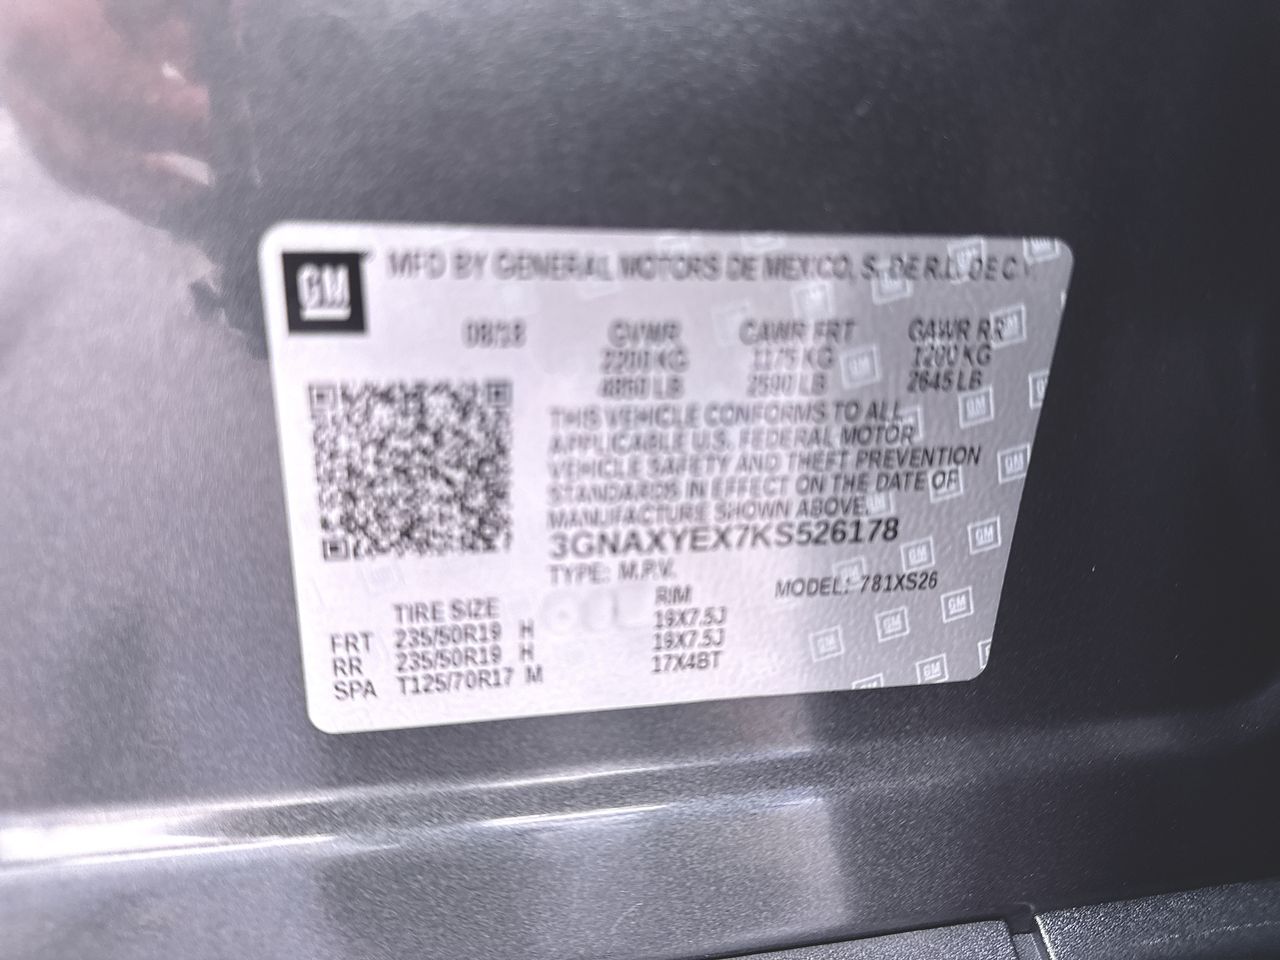 GM
MFD BY GENERAL MOTORS DE MEXICO, S. DE R.L. DE C.V.
08/18 GVWR GAWR FRT GAWR RR
2200 KG 1175 KG 1200 KG
4850 LB 2590 LB 2645 LB
THIS VEHICLE CONFORMS TO ALL
APPLICABLE U.S. FEDERAL MOTOR
VEHICLE SAFETY AND THEFT PREVENTION
STANDARDS IN EFFECT ON THE DATE OF
MANUFACTURE SHOWN ABOVE.
3GNAXYEX7KS526178
TYPE: M.P.V. MODEL: 781XS26
TIRE SIZE RIM
FRT 235/50R19 H 19X7.5J
RR 235/50R19 H 19X7.5J
SPA T125/70R17 M 17X4BT